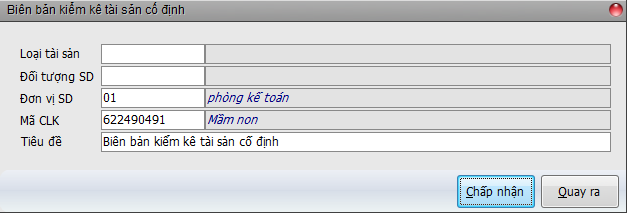 Biên bản kiểm kê tài sản cố định
Loại tài sản
Đối tượng SD
Đơn vị SD 01 phòng kế toán
Mã CLK 622490491 Mầm non
Tiêu đề Biên bản kiểm kê tài sản cố định
Chấp nhận Quay ra